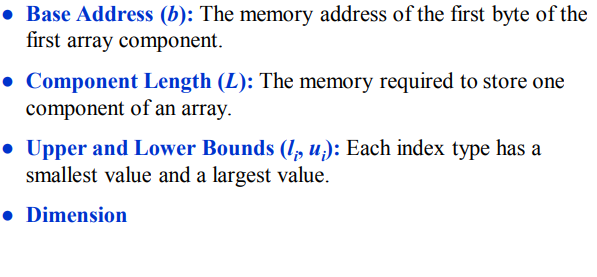 • Base Address (b): The memory address of the first byte of the
first array component.
• Component Length (L): The memory required to store one
component of an array.
• Upper and Lower Bounds (lᵢ, uᵢ): Each index type has a
smallest value and a largest value.
• Dimension